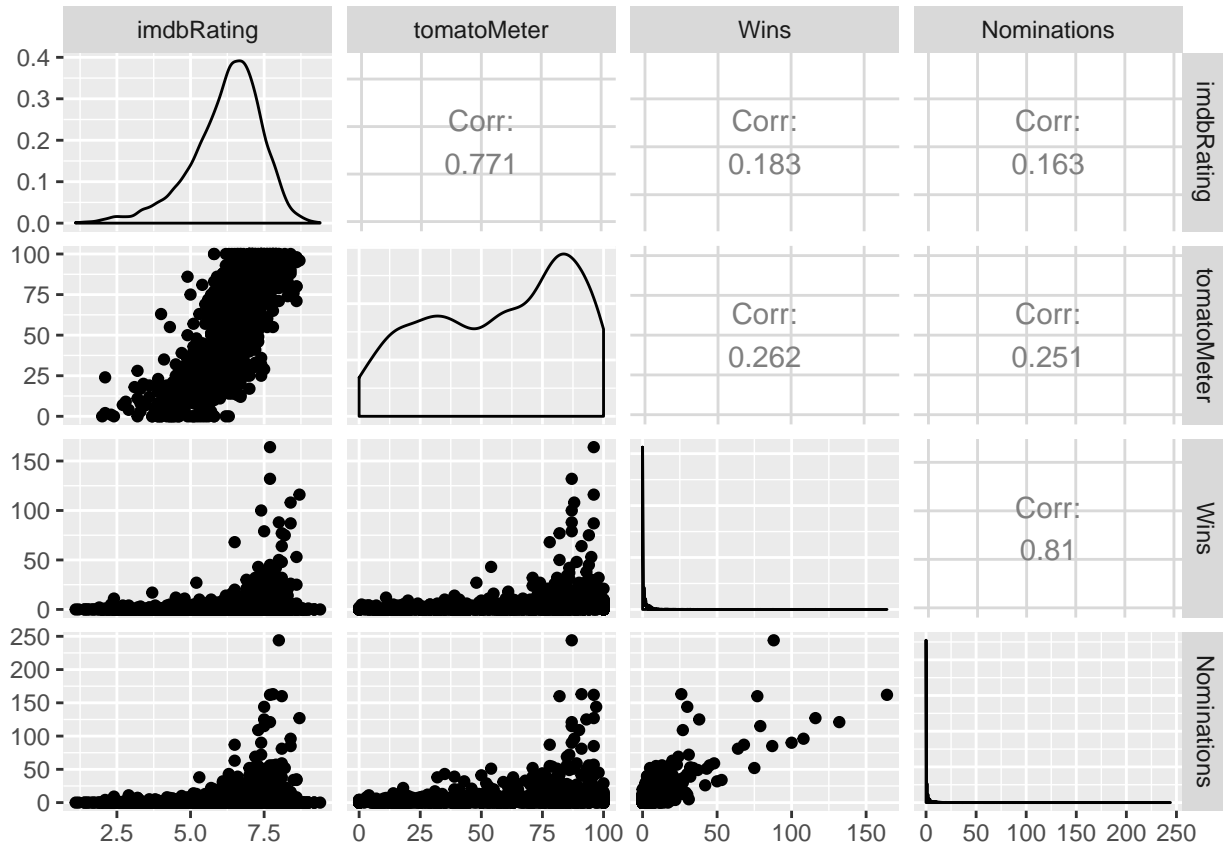 imdbRating tomatoMeter Wins Nominations
0.4
0.3
0.2
0.1
0.0
Corr:
0.771
Corr:
0.183
Corr:
0.163
imdbRating
100
75
50
25
0
Corr:
0.262
Corr:
0.251
tomatoMeter
150
100
50
0
Corr:
0.81
Wins
250
200
150
100
50
0
Nominations
2.5 5.0 7.5 0 25 50 75 100 0 50 100 150 0 50 100 150 200 250